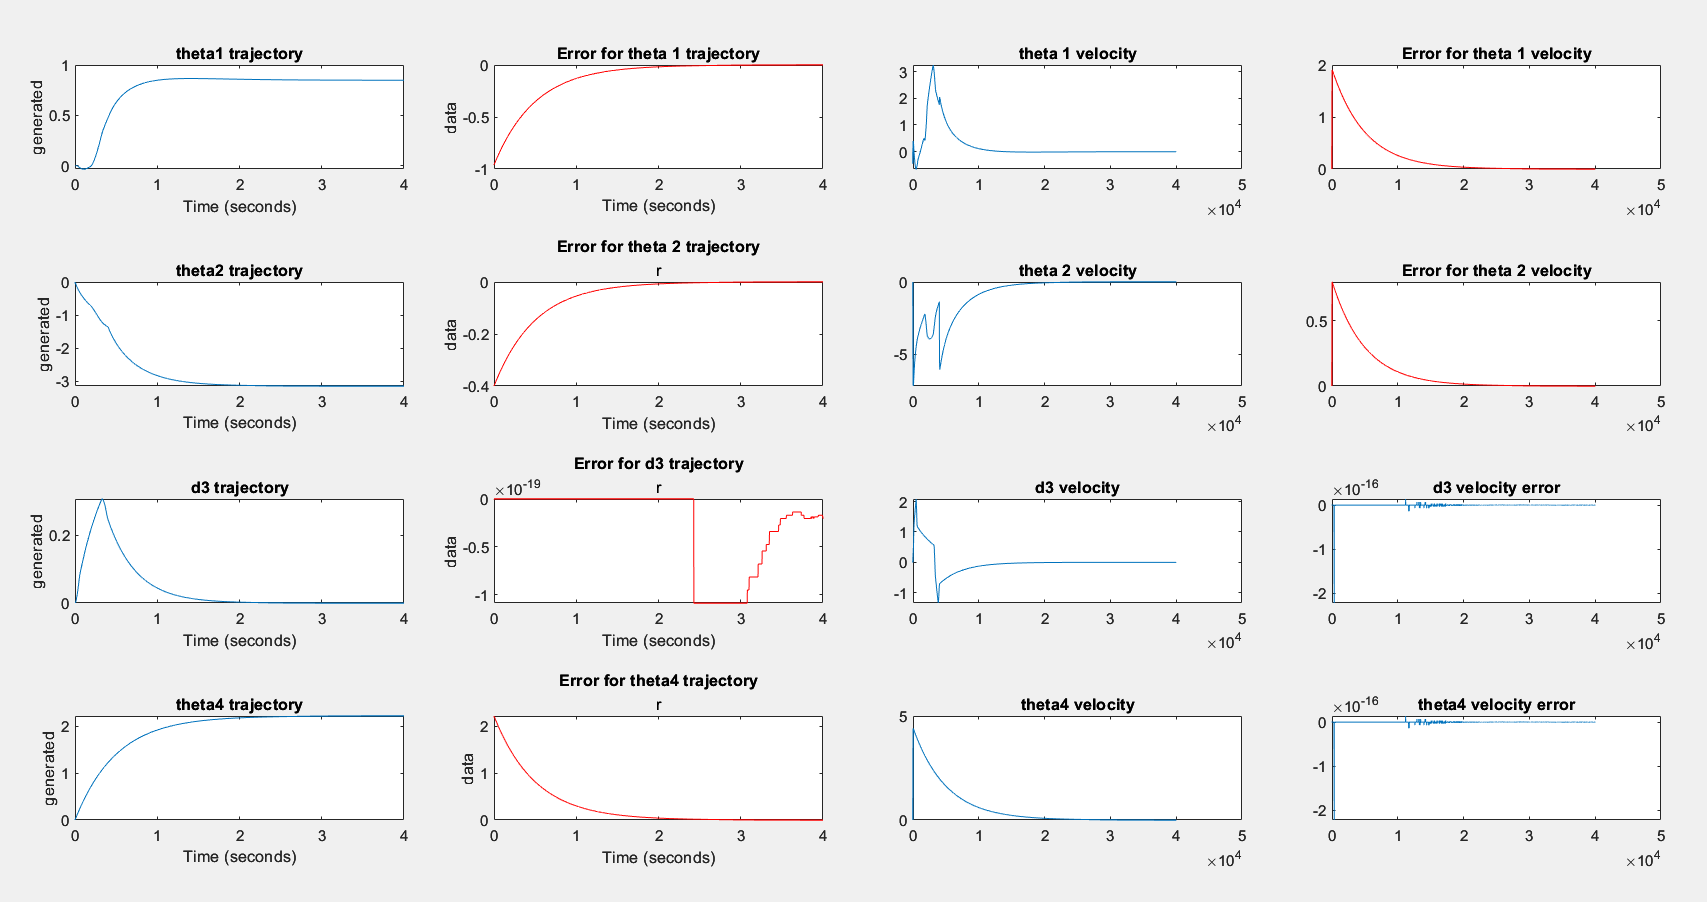 theta1 trajectory
generated
1
0.5
0
0 1 2 3 4
Time (seconds)
Error for theta 1 trajectory
data
0
-0.5
-1
0 1 2 3 4
Time (seconds)
theta 1 velocity
3
2
1
0
0 1 2 3 4 5
×10^4
Error for theta 1 velocity
2
1
0
0 1 2 3 4 5
×10^4
theta2 trajectory
generated
0
-1
-2
-3
0 1 2 3 4
Time (seconds)
Error for theta 2 trajectory
r
data
0
-0.2
-0.4
0 1 2 3 4
Time (seconds)
theta 2 velocity
0
-5
0 1 2 3 4 5
×10^4
Error for theta 2 velocity
0.5
0
0 1 2 3 4 5
×10^4
d3 trajectory
generated
0.2
0
0 1 2 3 4
Time (seconds)
Error for d3 trajectory
r
×10^-19
data
0
-0.5
-1
0 1 2 3 4
Time (seconds)
d3 velocity
2
1
0
-1
0 1 2 3 4 5
×10^4
d3 velocity error
×10^-16
0
-1
-2
0 1 2 3 4 5
×10^4
theta4 trajectory
generated
2
1
0
0 1 2 3 4
Time (seconds)
Error for theta4 trajectory
r
data
2
1
0
0 1 2 3 4
Time (seconds)
theta4 velocity
5
0
0 1 2 3 4 5
×10^4
theta4 velocity error
×10^-16
0
-1
-2
0 1 2 3 4 5
×10^4